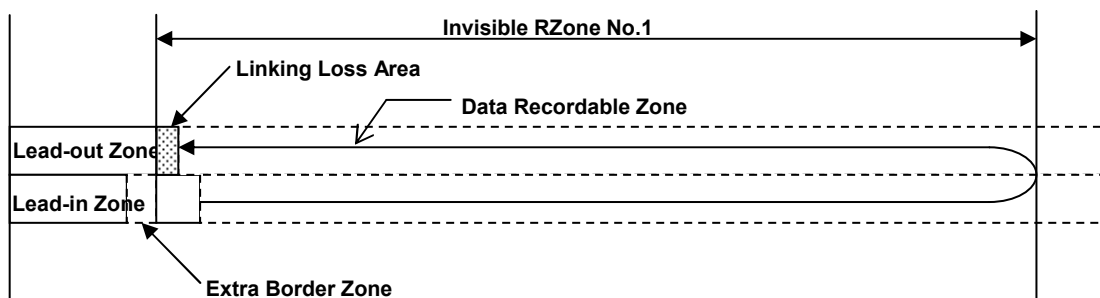 Invisible RZone No.1
Linking Loss Area
Data Recordable Zone
Lead-out Zone
Lead-in Zone
Extra Border Zone